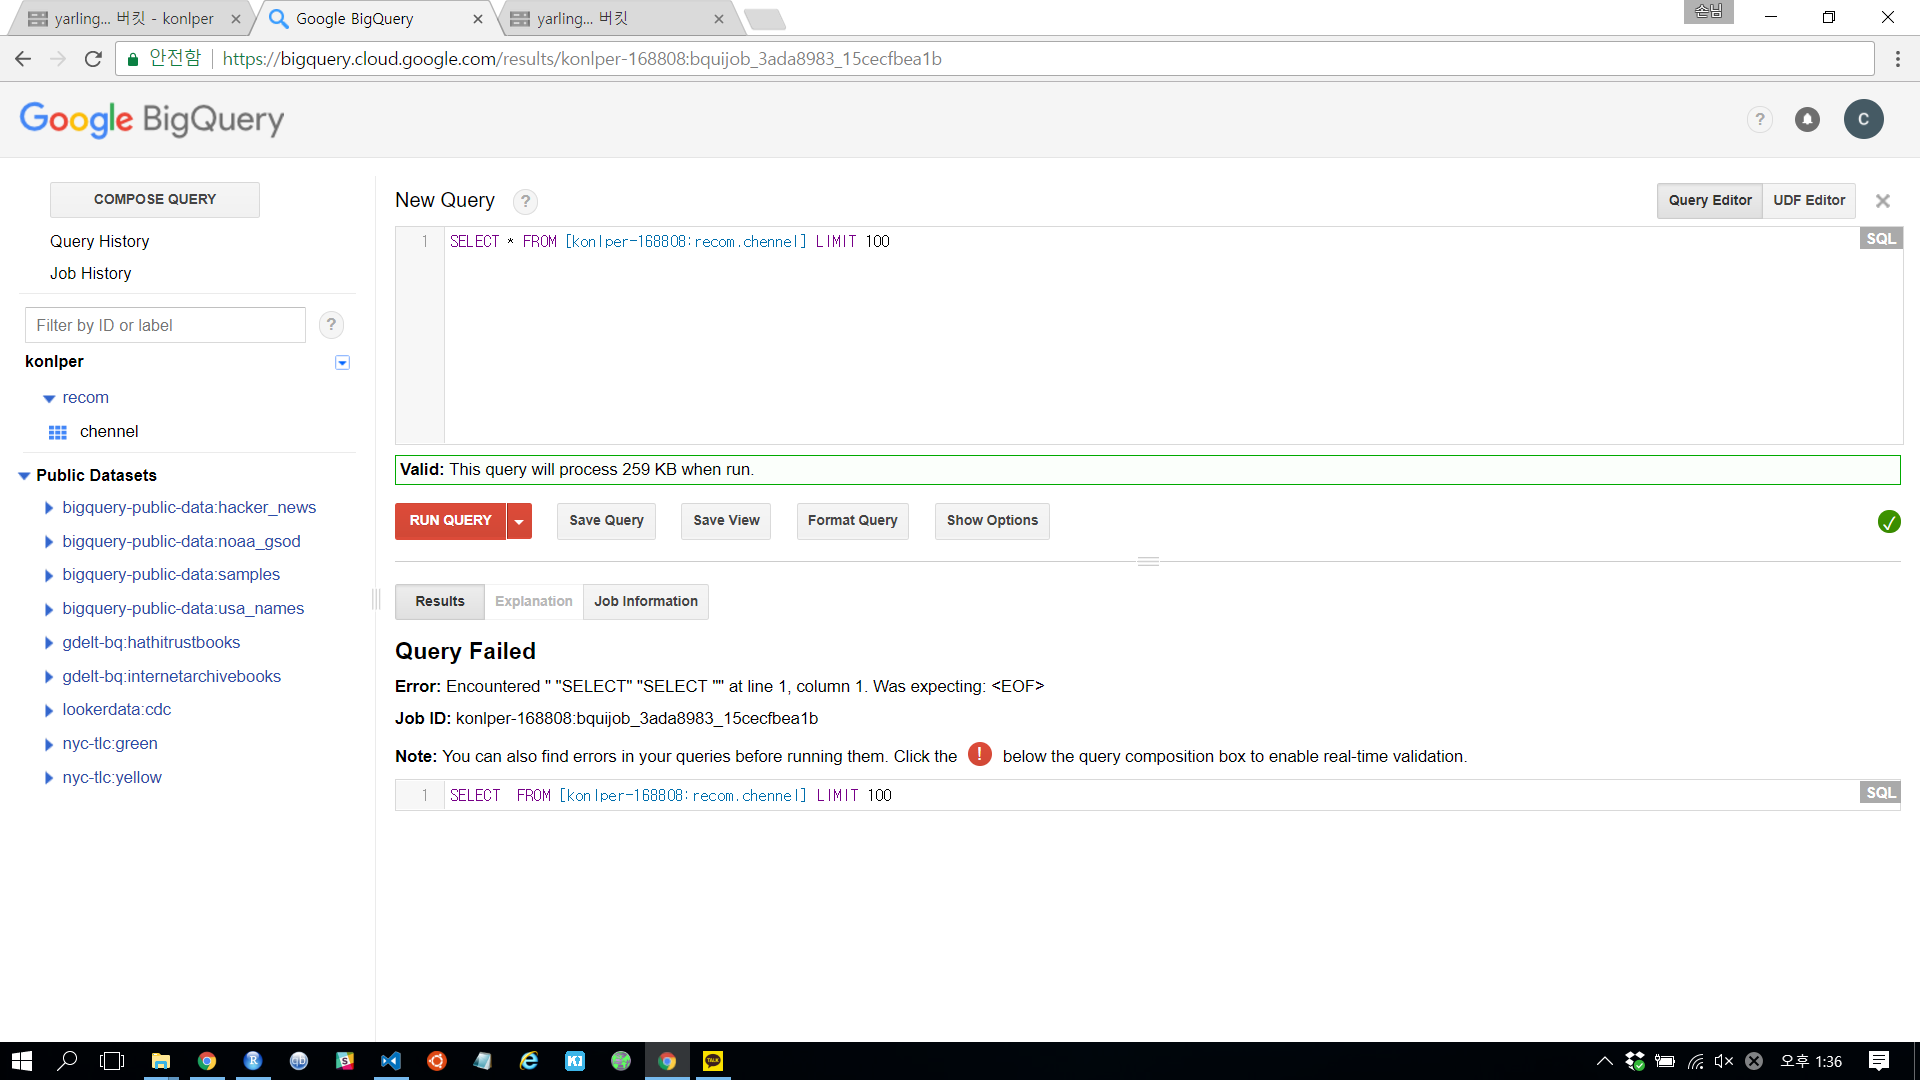 yarling... 버킷 - konlper
Google BigQuery
yarling... 버킷
손님
안전함
https://bigquery.cloud.google.com/results/konlper-168808:bquijob_3ada8983_15cecfbea1b
Google BigQuery
?
C
COMPOSE QUERY
Query History
Job History
Filter by ID or label
?
konlper
recom
chennel
Public Datasets
bigquery-public-data:hacker_news
bigquery-public-data:noaa_gsod
bigquery-public-data:samples
bigquery-public-data:usa_names
gdelt-bq:hathitrustbooks
gdelt-bq:internetarchivebooks
lookerdata:cdc
nyc-tlc:green
nyc-tlc:yellow
New Query ?
Query Editor
UDF Editor
1 SELECT * FROM [konlper-168808:recom.chennel] LIMIT 100
SQL
Valid: This query will process 259 KB when run.
RUN QUERY
Save Query
Save View
Format Query
Show Options
Results
Explanation
Job Information
Query Failed
Error: Encountered " "SELECT" "SELECT "" at line 1, column 1. Was expecting: <EOF>
Job ID: konlper-168808:bquijob_3ada8983_15cecfbea1b
Note: You can also find errors in your queries before running them. Click the ! below the query composition box to enable real-time validation.
1 SELECT  FROM [konlper-168808:recom.chennel] LIMIT 100
SQL
오후 1:36